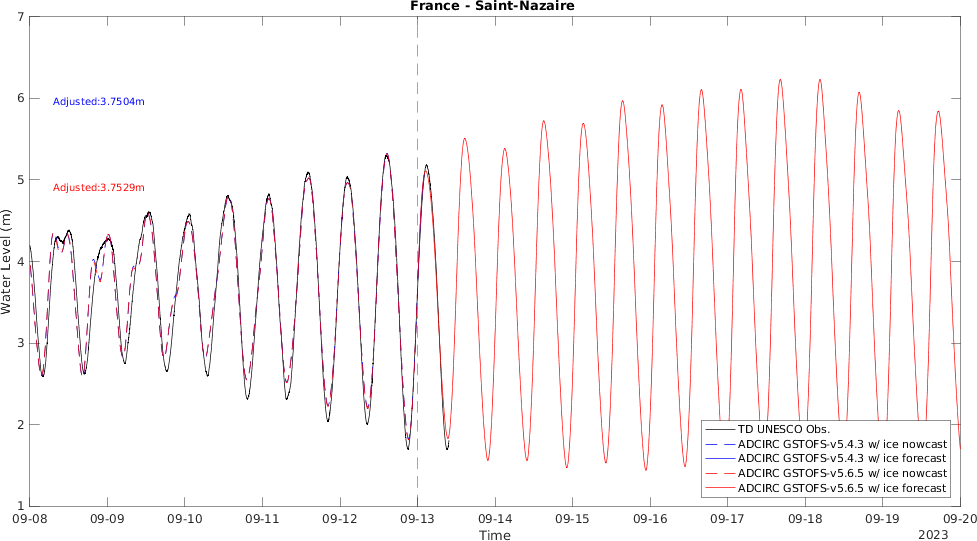 France - Saint-Nazaire
7
6
5
4
3
2
1
Water Level (m)
Adjusted:3.7504m
Adjusted:3.7529m
TD UNESCO Obs.
ADCIRC GSTOFS-v5.4.3 w/ ice nowcast
ADCIRC GSTOFS-v5.4.3 w/ ice forecast
ADCIRC GSTOFS-v5.6.5 w/ ice nowcast
ADCIRC GSTOFS-v5.6.5 w/ ice forecast
09-08 09-09 09-10 09-11 09-12 09-13 09-14 09-15 09-16 09-17 09-18 09-19 09-20
Time
2023